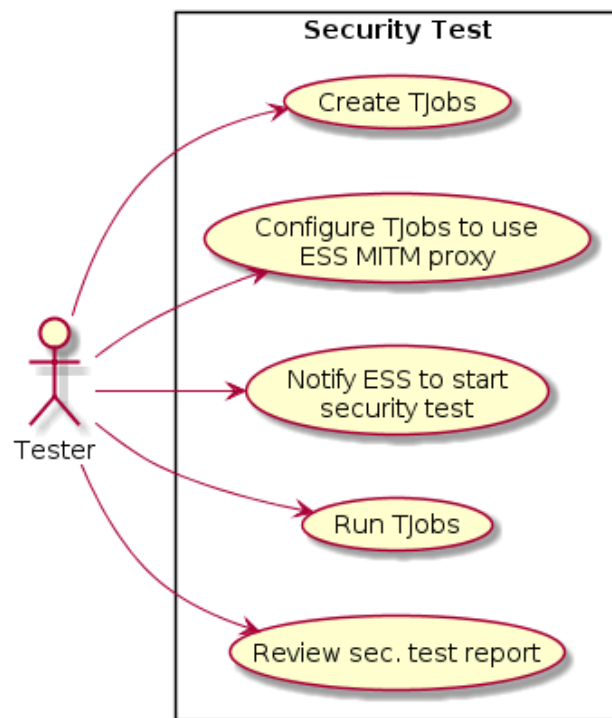 Security Test
Create TJobs
Configure TJobs to use
ESS MITM proxy
Notify ESS to start
security test
Tester
Run TJobs
Review sec. test report